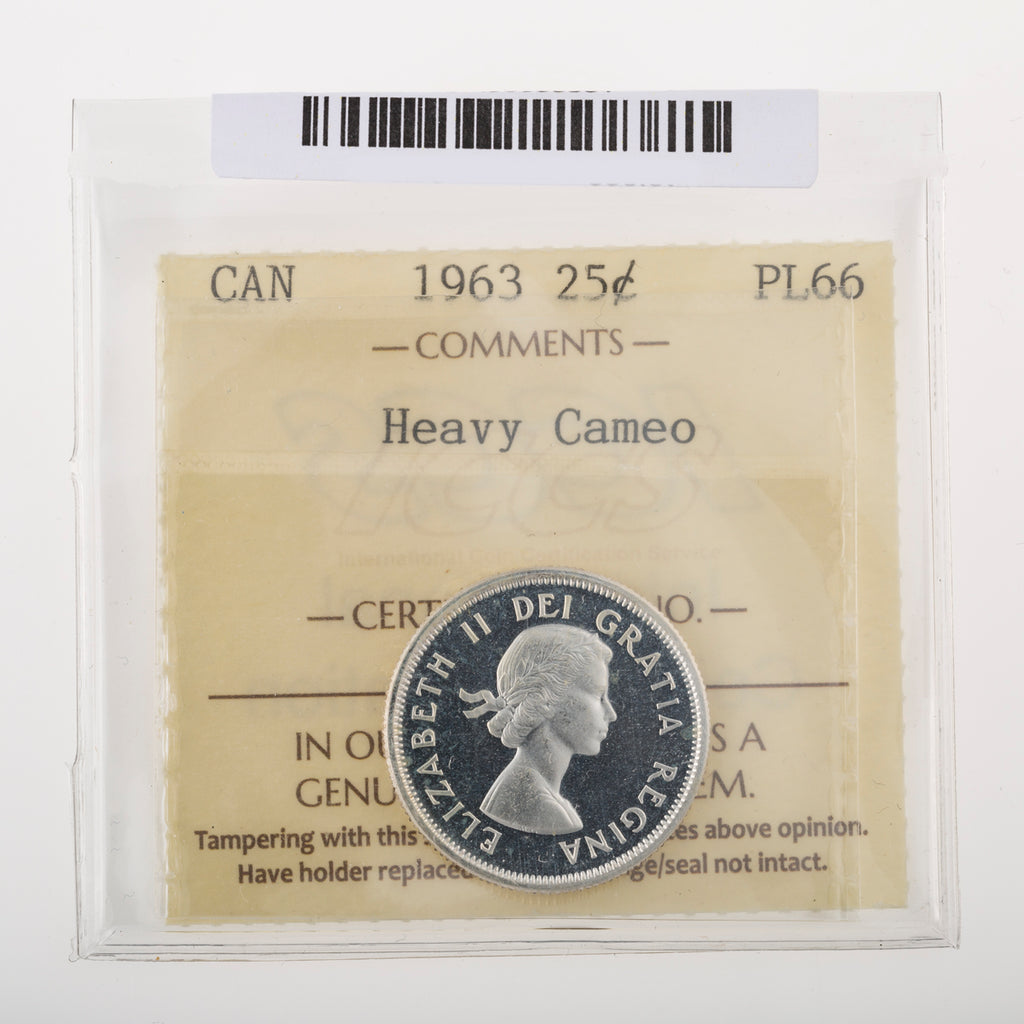 CAN 1963 25¢ PL66
— COMMENTS —
Heavy Cameo
International Coin Certification Service
— CERT O. —
ELIZABETH II DEI GRATIA REGINA
IN OU S A
GENU EM.
Tampering with this es above opinion.
Have holder replaced ge/seal not intact.